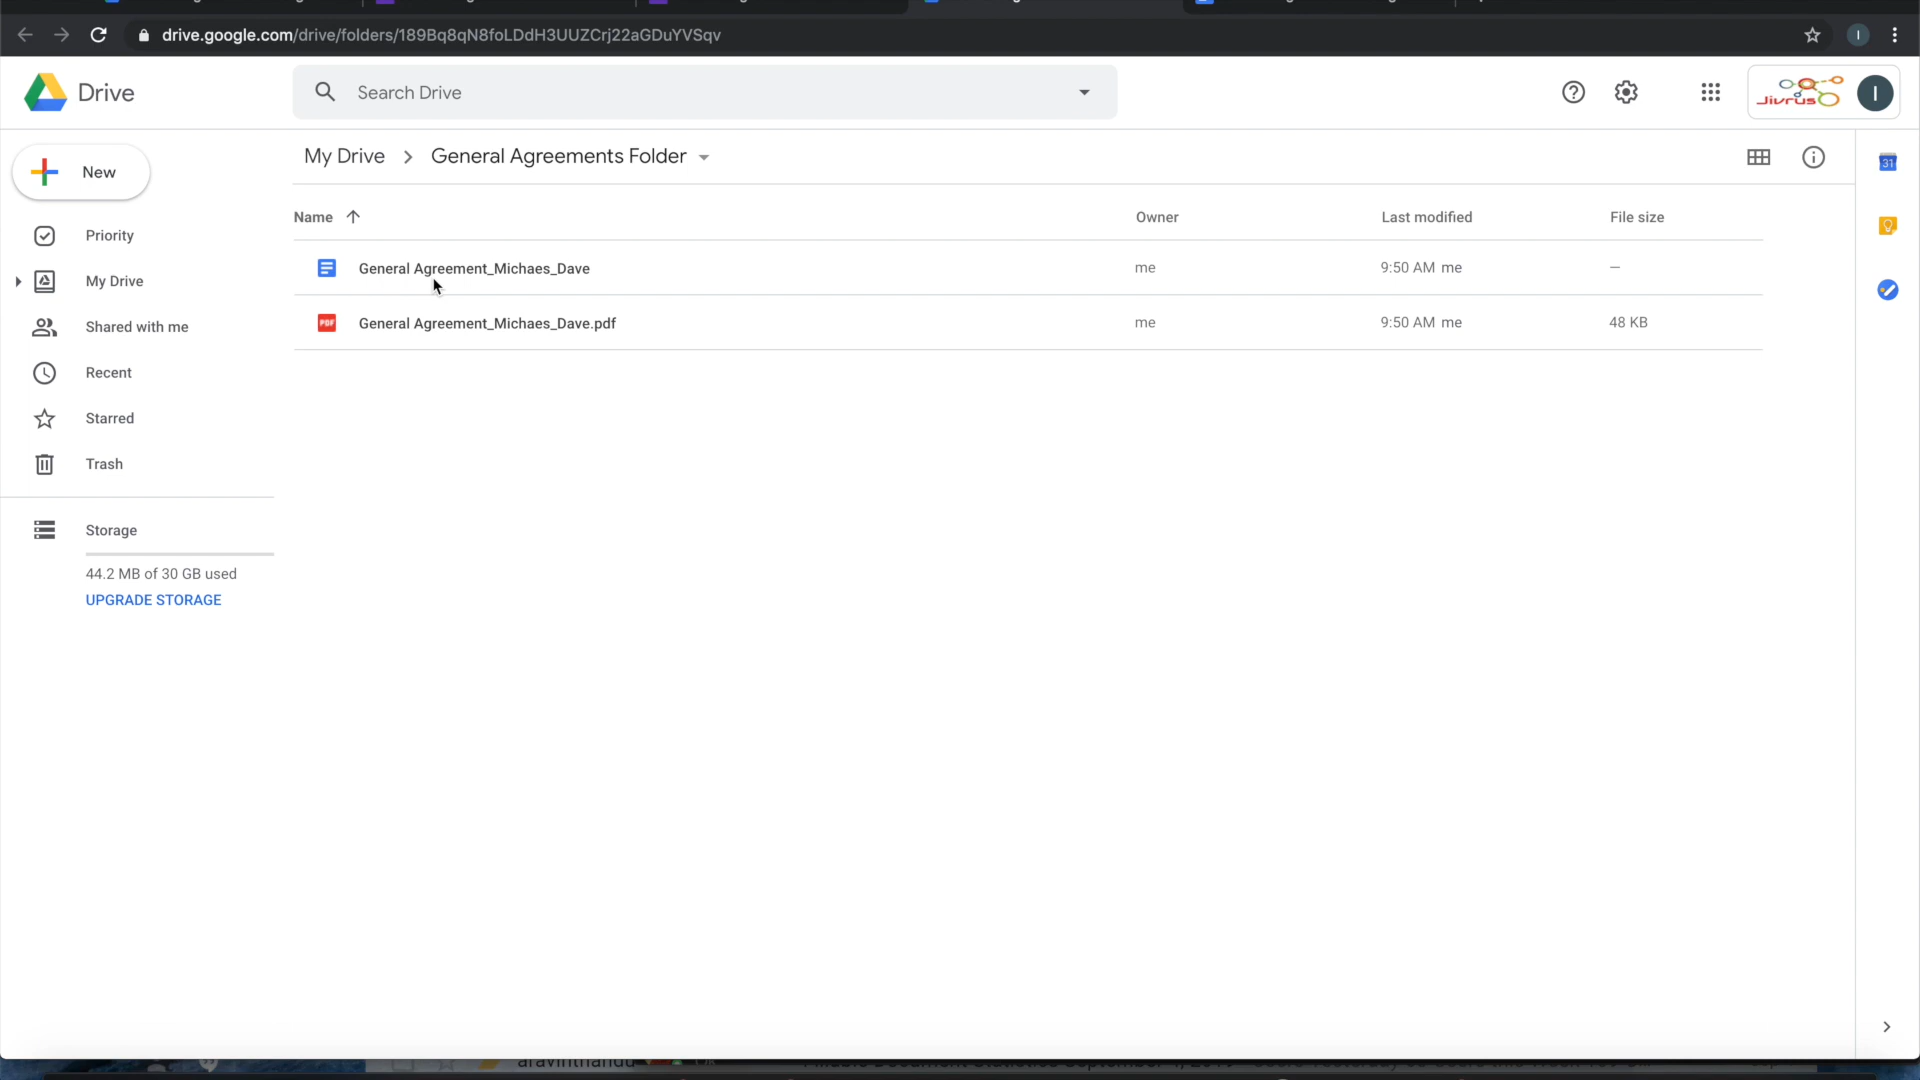 drive.google.com/drive/folders/189Bq8qN8foLDdH3UUZCrj22aGDuYVSqv
I
Drive
Search Drive
Jivrus
I
New
My Drive > General Agreements Folder
31
Name
Owner
Last modified
File size
Priority
General Agreement_Michaes_Dave
me
9:50 AM me
—
My Drive
PDF
General Agreement_Michaes_Dave.pdf
me
9:50 AM me
48 KB
Shared with me
Recent
Starred
Trash
Storage
44.2 MB of 30 GB used
UPGRADE STORAGE